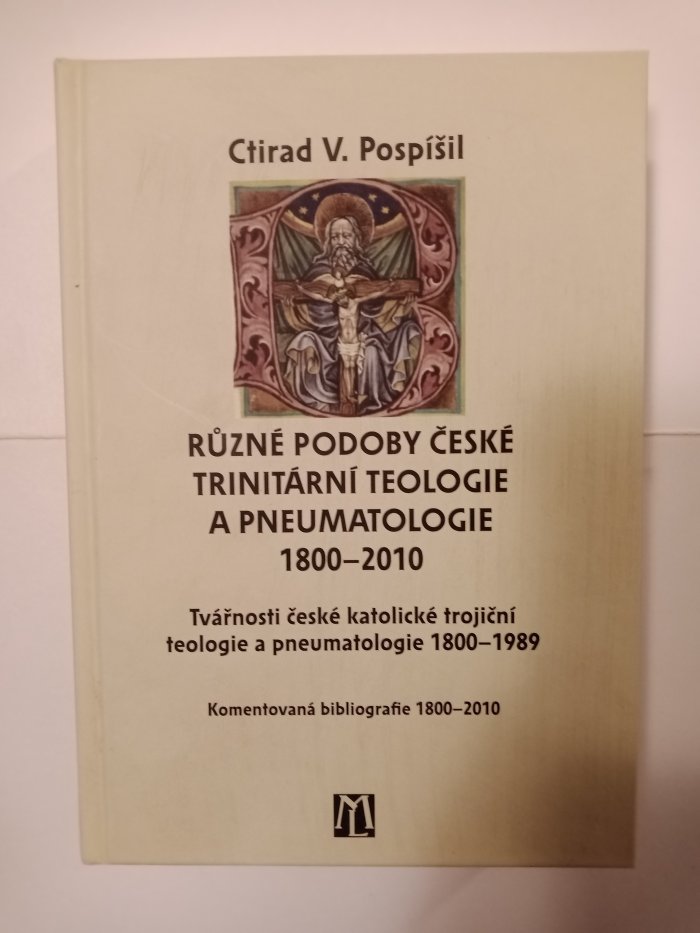 Ctirad V. Pospíšil
RŮZNÉ PODOBY ČESKÉ
TRINITÁRNÍ TEOLOGIE
A PNEUMATOLOGIE
1800–2010
Tvářnosti české katolické trojiční
teologie a pneumatologie 1800–1989
Komentovaná bibliografie 1800–2010
ML